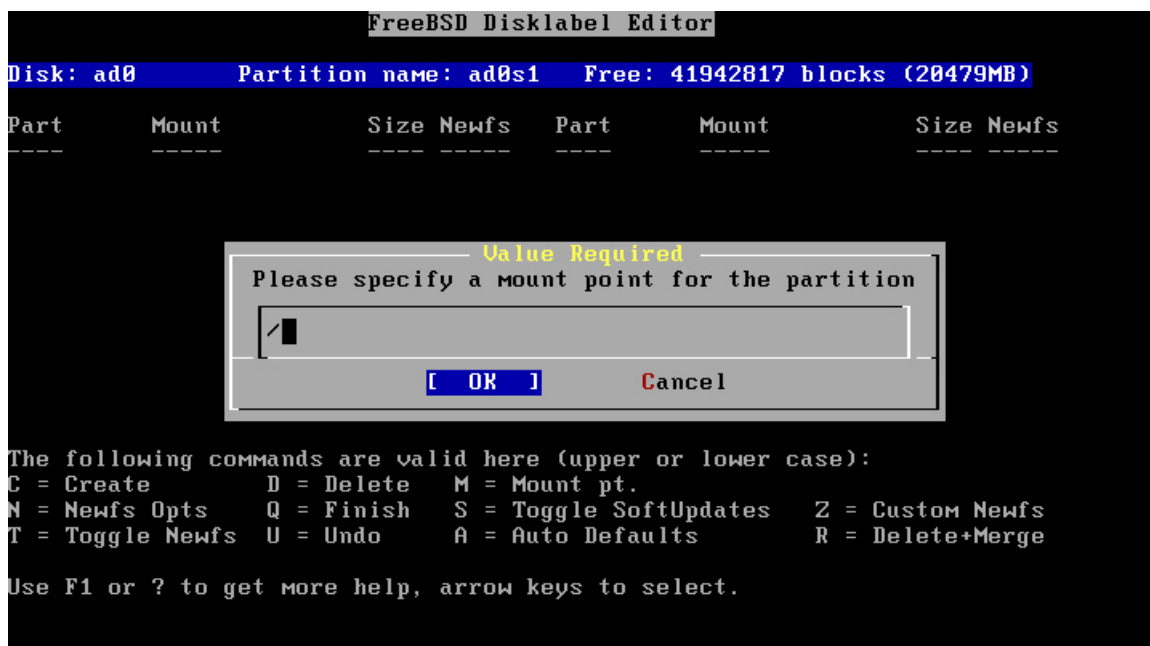 FreeBSD Disklabel Editor
Disk: ad0 Partition name: ad0s1 Free: 41942817 blocks (20479MB)
Part Mount Size Newfs Part Mount Size Newfs
---- ----- ---- ----- ---- ----- ---- -----
Value Required
Please specify a mount point for the partition
/
[ OK ] Cancel
The following commands are valid here (upper or lower case):
C = Create D = Delete M = Mount pt.
N = Newfs Opts Q = Finish S = Toggle SoftUpdates Z = Custom Newfs
T = Toggle Newfs U = Undo A = Auto Defaults R = Delete+Merge
Use F1 or ? to get more help, arrow keys to select.